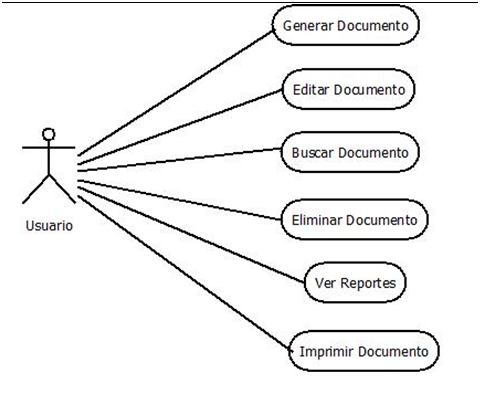 Generar Documento
Editar Documento
Buscar Documento
Eliminar Documento
Usuario
Ver Reportes
Imprimir Documento